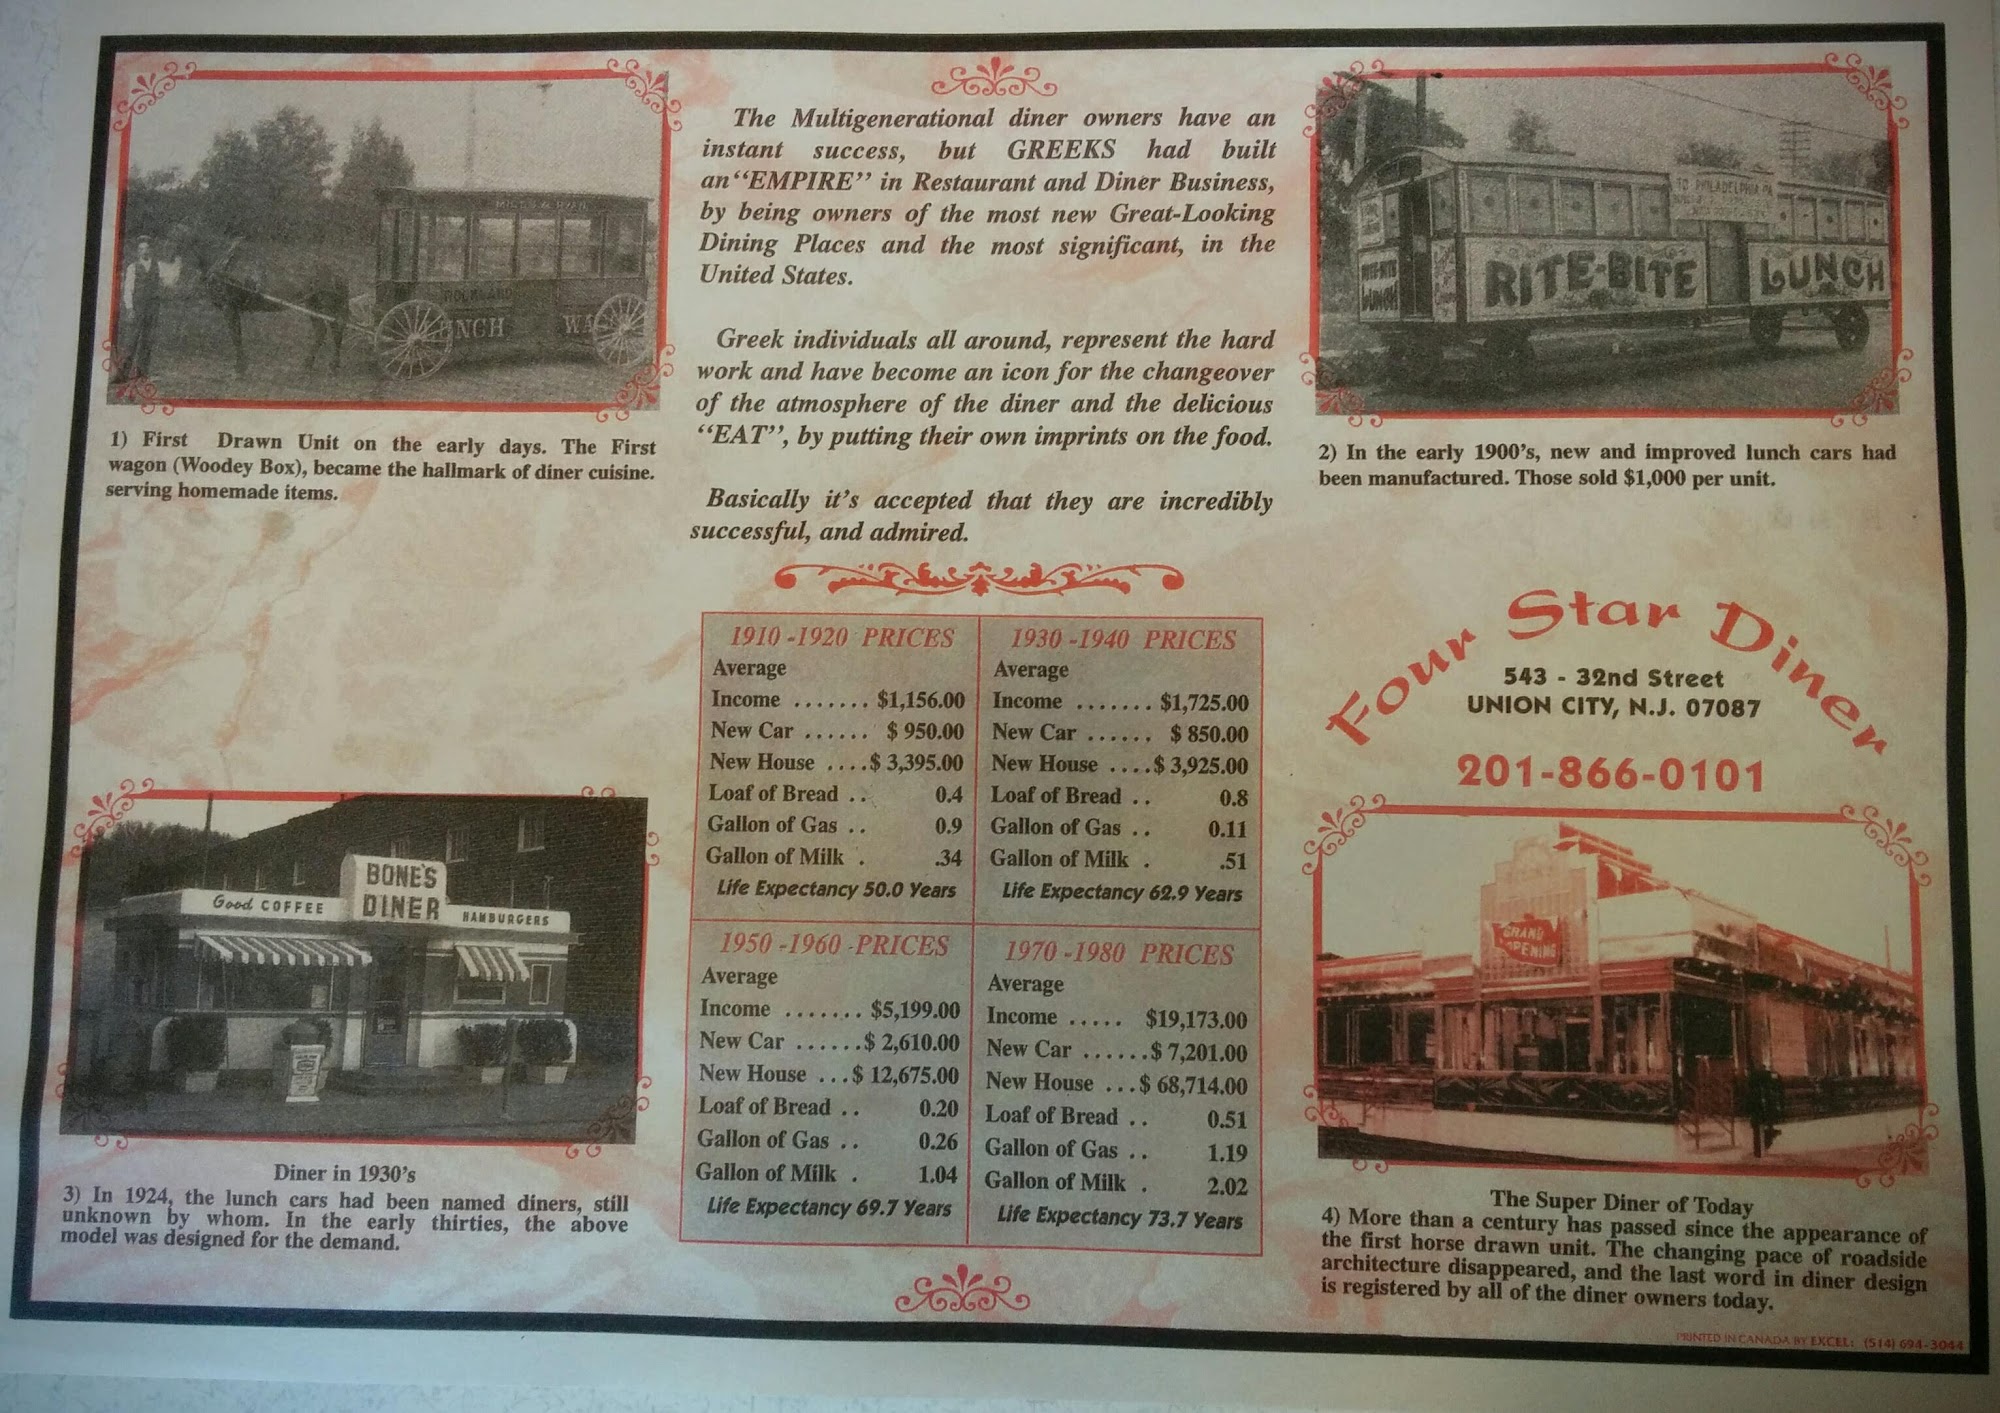 MILTON W. RYAN
ROCKLAND
LUNCH WA
1) First Drawn Unit on the early days. The First
wagon (Woodey Box), became the hallmark of diner cuisine.
serving homemade items.
The Multigenerational diner owners have an
instant success, but GREEKS had built
an“EMPIRE” in Restaurant and Diner Business,
by being owners of the most new Great-Looking
Dining Places and the most significant, in the
United States.
Greek individuals all around, represent the hard
work and have become an icon for the changeover
of the atmosphere of the diner and the delicious
“EAT”, by putting their own imprints on the food.
Basically it’s accepted that they are incredibly
successful, and admired.
TO PHILADELPHIA PA
RITE-BITE LUNCH
RITE-BITE
LUNCH
2) In the early 1900’s, new and improved lunch cars had
been manufactured. Those sold $1,000 per unit.
1910 -1920 PRICES
Average
Income ....... $1,156.00
New Car ...... $ 950.00
New House ....$ 3,395.00
Loaf of Bread .. 0.4
Gallon of Gas .. 0.9
Gallon of Milk . .34
Life Expectancy 50.0 Years
1930 -1940 PRICES
Average
Income ....... $1,725.00
New Car ...... $ 850.00
New House ....$ 3,925.00
Loaf of Bread .. 0.8
Gallon of Gas .. 0.11
Gallon of Milk . .51
Life Expectancy 62.9 Years
1950 -1960 -PRICES
Average
Income ....... $5,199.00
New Car ......$ 2,610.00
New House ...$ 12,675.00
Loaf of Bread .. 0.20
Gallon of Gas .. 0.26
Gallon of Milk . 1.04
Life Expectancy 69.7 Years
1970 -1980 PRICES
Average
Income ..... $19,173.00
New Car ......$ 7,201.00
New House ...$ 68,714.00
Loaf of Bread .. 0.51
Gallon of Gas .. 1.19
Gallon of Milk . 2.02
Life Expectancy 73.7 Years
Four Star Diner
543 - 32nd Street
UNION CITY, N.J. 07087
201-866-0101
BONE'S
DINER
Good COFFEE
HAMBURGERS
Diner in 1930’s
3) In 1924, the lunch cars had been named diners, still
unknown by whom. In the early thirties, the above
model was designed for the demand.
GRAND
OPENING
The Super Diner of Today
4) More than a century has passed since the appearance of
the first horse drawn unit. The changing pace of roadside
architecture disappeared, and the last word in diner design
is registered by all of the diner owners today.
PRINTED IN CANADA BY EXCEL: (514) 694-3044